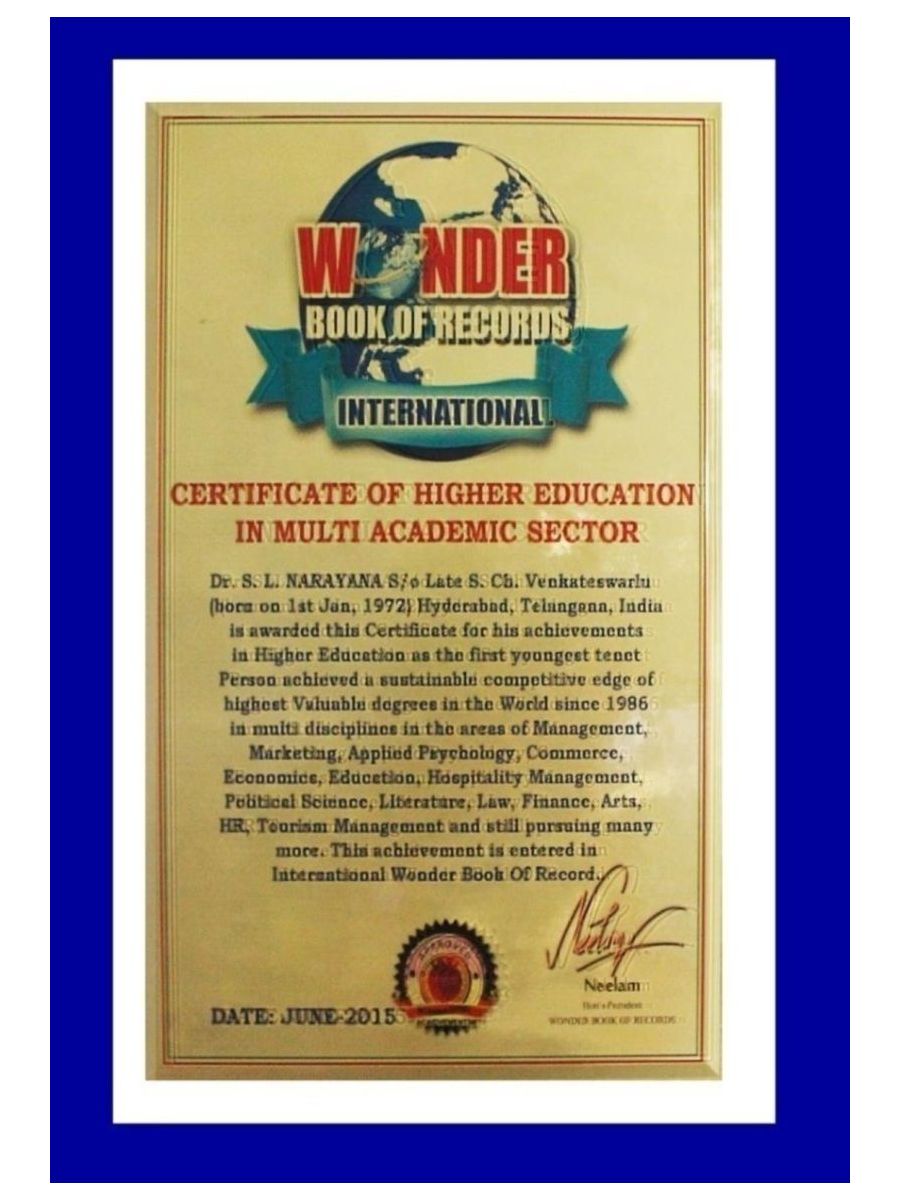 WONDER
BOOK OF RECORDS
INTERNATIONAL
CERTIFICATE OF HIGHER EDUCATION
IN MULTI ACADEMIC SECTOR
Dr. S. L. NARAYANA S/o Late S. Ch. Venkateswarlu
(born on 1st Jan, 1972) Hyderabad, Telangana, India
is awarded this Certificate for his achievements
in Higher Education as the first youngest tenet
Person achieved a sustainable competitive edge of
highest Valuable degrees in the World since 1986
in multi disciplines in the areas of Management,
Marketing, Applied Psychology, Commerce,
Economics, Education, Hospitality Management,
Political Science, Literature, Law, Finance, Arts,
HR, Tourism Management and still pursuing many
more. This achievement is entered in
International Wonder Book Of Record.
APPROVED
Neelam
Neelam
Hon's President
WONDER BOOK OF RECORDS
DATE: JUNE-2015